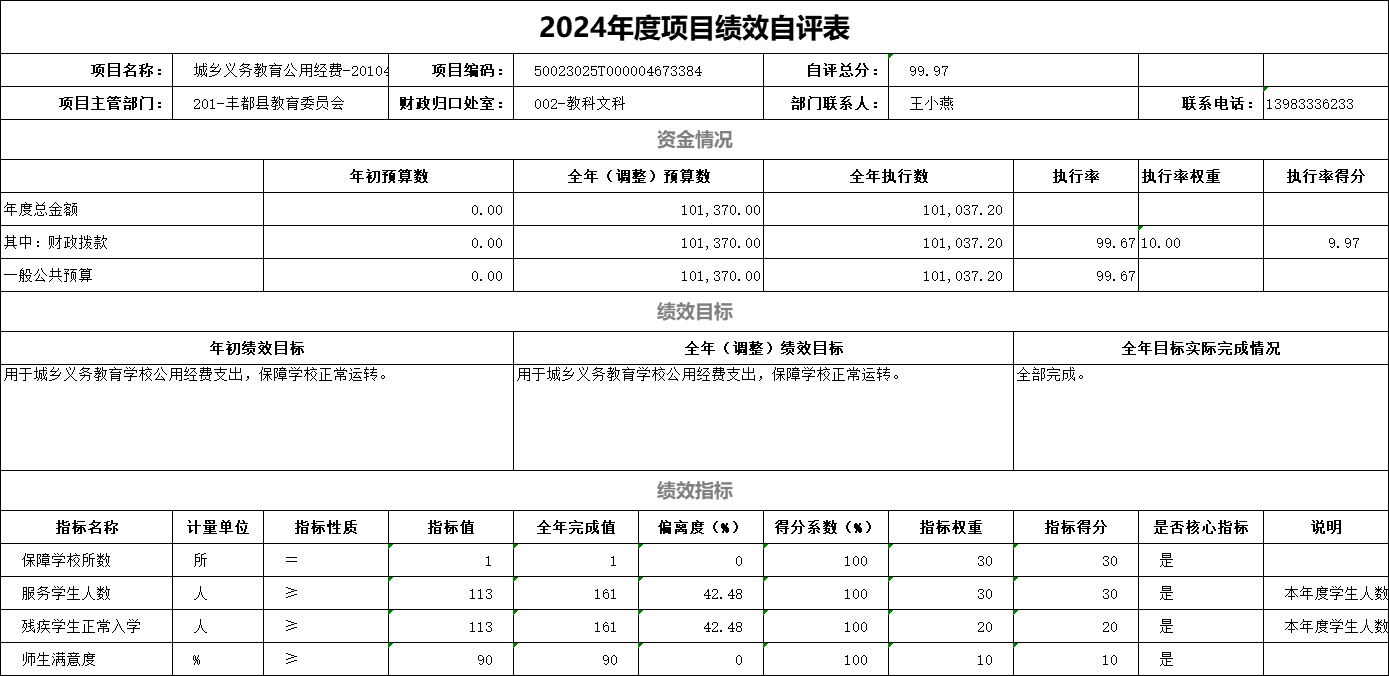 2024年度项目绩效自评表
项目名称： 城乡义务教育公用经费-20104 项目编码： 50023025T000004673384 自评总分： 99.97
项目主管部门： 201-丰都县教育委员会 财政归口处室： 002-教科文科 部门联系人： 王小燕 联系电话： 13983336233
资金情况
年初预算数 全年（调整）预算数 全年执行数 执行率 执行率权重 执行率得分
年度总金额 0.00 101,370.00 101,037.20
其中：财政拨款 0.00 101,370.00 101,037.20 99.67 10.00 9.97
一般公共预算 0.00 101,370.00 101,037.20 99.67
绩效目标
年初绩效目标 全年（调整）绩效目标 全年目标实际完成情况
用于城乡义务教育学校公用经费支出，保障学校正常运转。 用于城乡义务教育学校公用经费支出，保障学校正常运转。 全部完成。
绩效指标
指标名称 计量单位 指标性质 指标值 全年完成值 偏离度（%） 得分系数（%） 指标权重 指标得分 是否核心指标 说明
保障学校所数 所 ＝ 1 1 0 100 30 30 是
服务学生人数 人 ≥ 113 161 42.48 100 30 30 是 本年度学生人数
残疾学生正常入学 人 ≥ 113 161 42.48 100 20 20 是 本年度学生人数
师生满意度 % ≥ 90 90 0 100 10 10 是